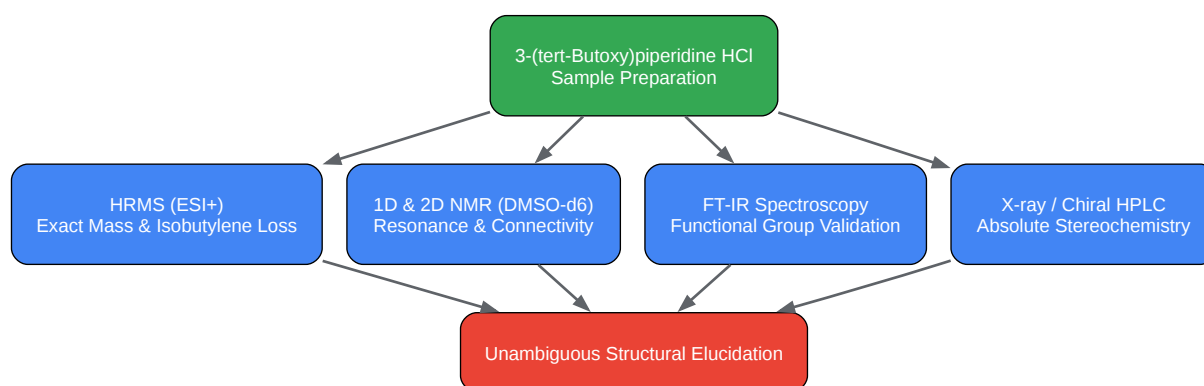 3-(tert-Butoxy)piperidine HCl
Sample Preparation
HRMS (ESI+)
Exact Mass & Isobutylene Loss
1D & 2D NMR (DMSO-d6)
Resonance & Connectivity
FT-IR Spectroscopy
Functional Group Validation
X-ray / Chiral HPLC
Absolute Stereochemistry
Unambiguous Structural Elucidation